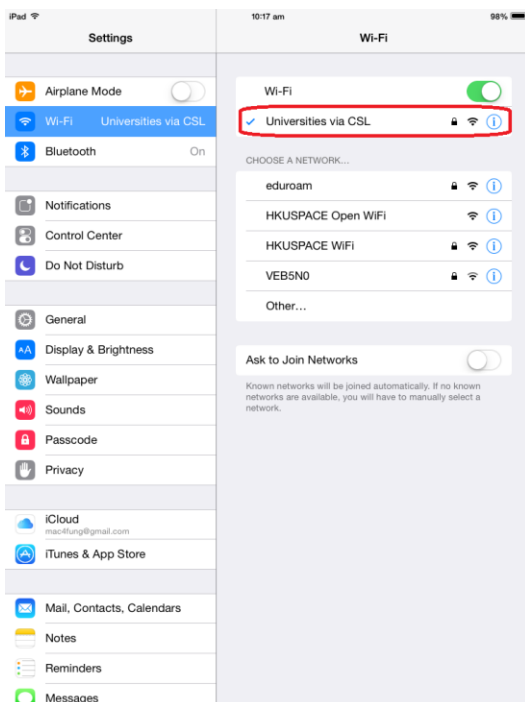 iPad
10:17 am
98%
Settings
Wi-Fi
Airplane Mode
Wi-Fi Universities via CSL
Bluetooth On
Notifications
Control Center
Do Not Disturb
General
Display & Brightness
Wallpaper
Sounds
Passcode
Privacy
iCloud
mac4fung@gmail.com
iTunes & App Store
Mail, Contacts, Calendars
Notes
Reminders
Messages
Wi-Fi
Universities via CSL
CHOOSE A NETWORK...
eduroam
HKUSPACE Open WiFi
HKUSPACE WiFi
VEB5N0
Other...
Ask to Join Networks
Known networks will be joined automatically. If no known
networks are available, you will have to manually select a
network.